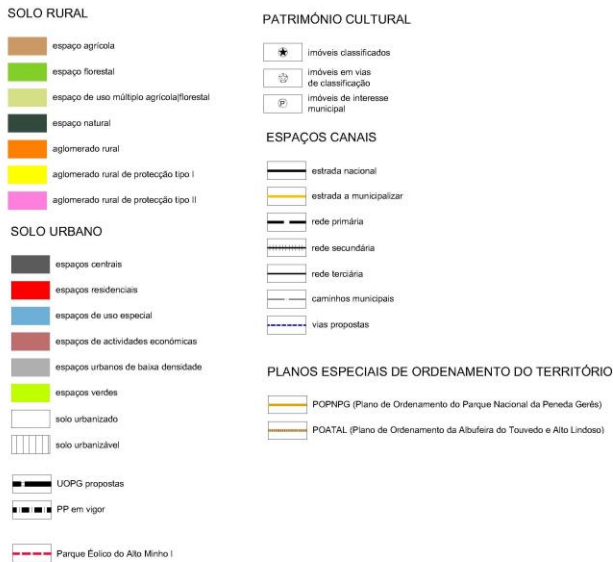 SOLO RURAL
espaço agrícola
espaço florestal
espaço de uso múltiplo agrícola|florestal
espaço natural
aglomerado rural
aglomerado rural de protecção tipo I
aglomerado rural de protecção tipo II
SOLO URBANO
espaços centrais
espaços residenciais
espaços de uso especial
espaços de actividades económicas
espaços urbanos de baixa densidade
espaços verdes
solo urbanizado
solo urbanizável
UOPG propostas
PP em vigor
Parque Éolico do Alto Minho I
PATRIMÓNIO CULTURAL
imóveis classificados
imóveis em vias
de classificação
P
imóveis de interesse
municipal
ESPAÇOS CANAIS
estrada nacional
estrada a municipalizar
rede primária
rede secundária
rede terciária
caminhos municipais
vias propostas
PLANOS ESPECIAIS DE ORDENAMENTO DO TERRITÓRIO
POPNPG (Plano de Ordenamento do Parque Nacional da Peneda Gerês)
POATAL (Plano de Ordenamento da Albufeira do Touvedo e Alto Lindoso)